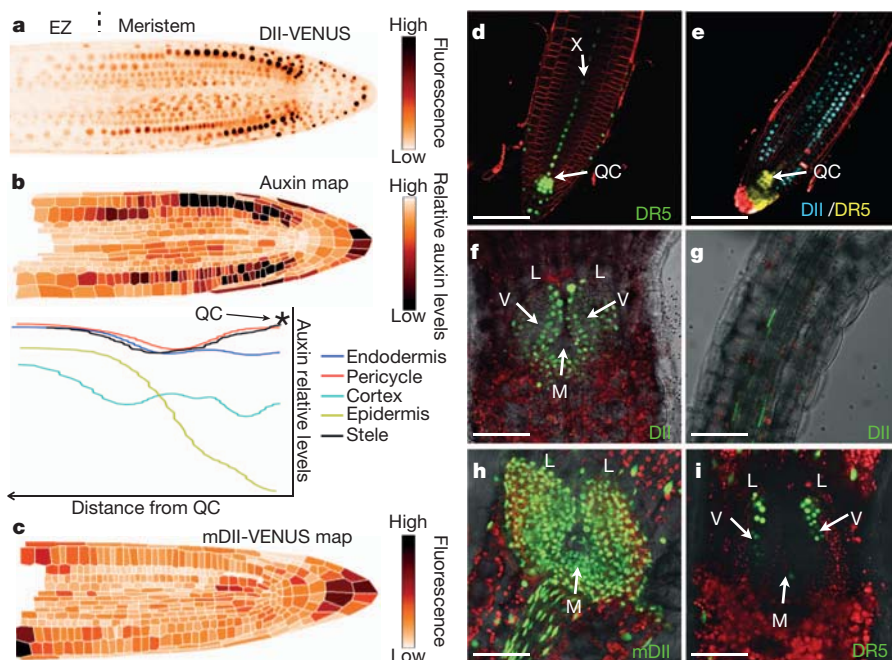 a
EZ
Meristem
DII-VENUS
High
Fluorescence
Low
b
Auxin map
High
Relative auxin levels
Low
QC
*
Auxin relative levels
Endodermis
Pericycle
Cortex
Epidermis
Stele
Distance from QC
c
mDII-VENUS map
High
Fluorescence
Low
d
X
QC
DR5
e
QC
DII /DR5
f
L L
V V
M
DII
g
DII
h
L L
M
mDII
i
L L
V V
M
DR5